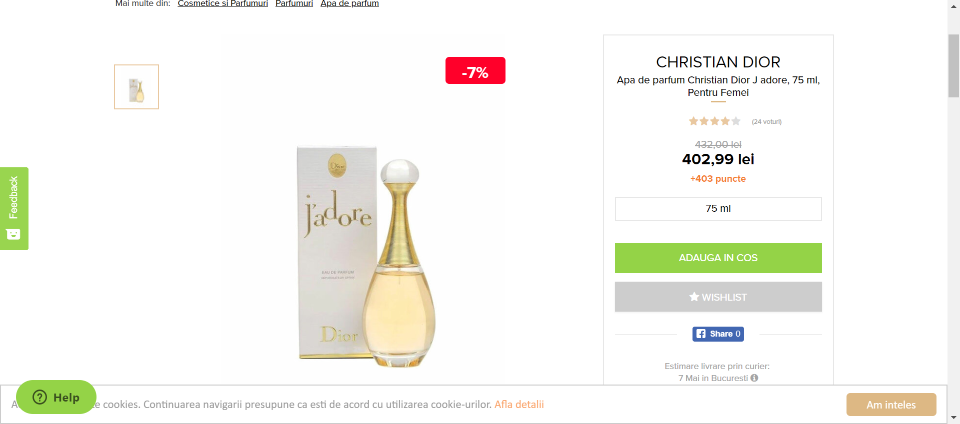 Mai multe din: Cosmetice si Parfumuri Parfumuri Apa de parfum
-7%
Dior
j'adore
EAU DE PARFUM
Dior
CHRISTIAN DIOR
Apa de parfum Christian Dior J adore, 75 ml,
Pentru Femei
(24 voturi)
432,00 lei
402,99 lei
+403 puncte
75 ml
ADAUGA IN COS
WISHLIST
Share 0
Estimare livrare prin curier:
7 Mai in Bucuresti
Feedback
Help
cookies. Continuarea navigarii presupune ca esti de acord cu utilizarea cookie-urilor. Afla detalii
Am inteles